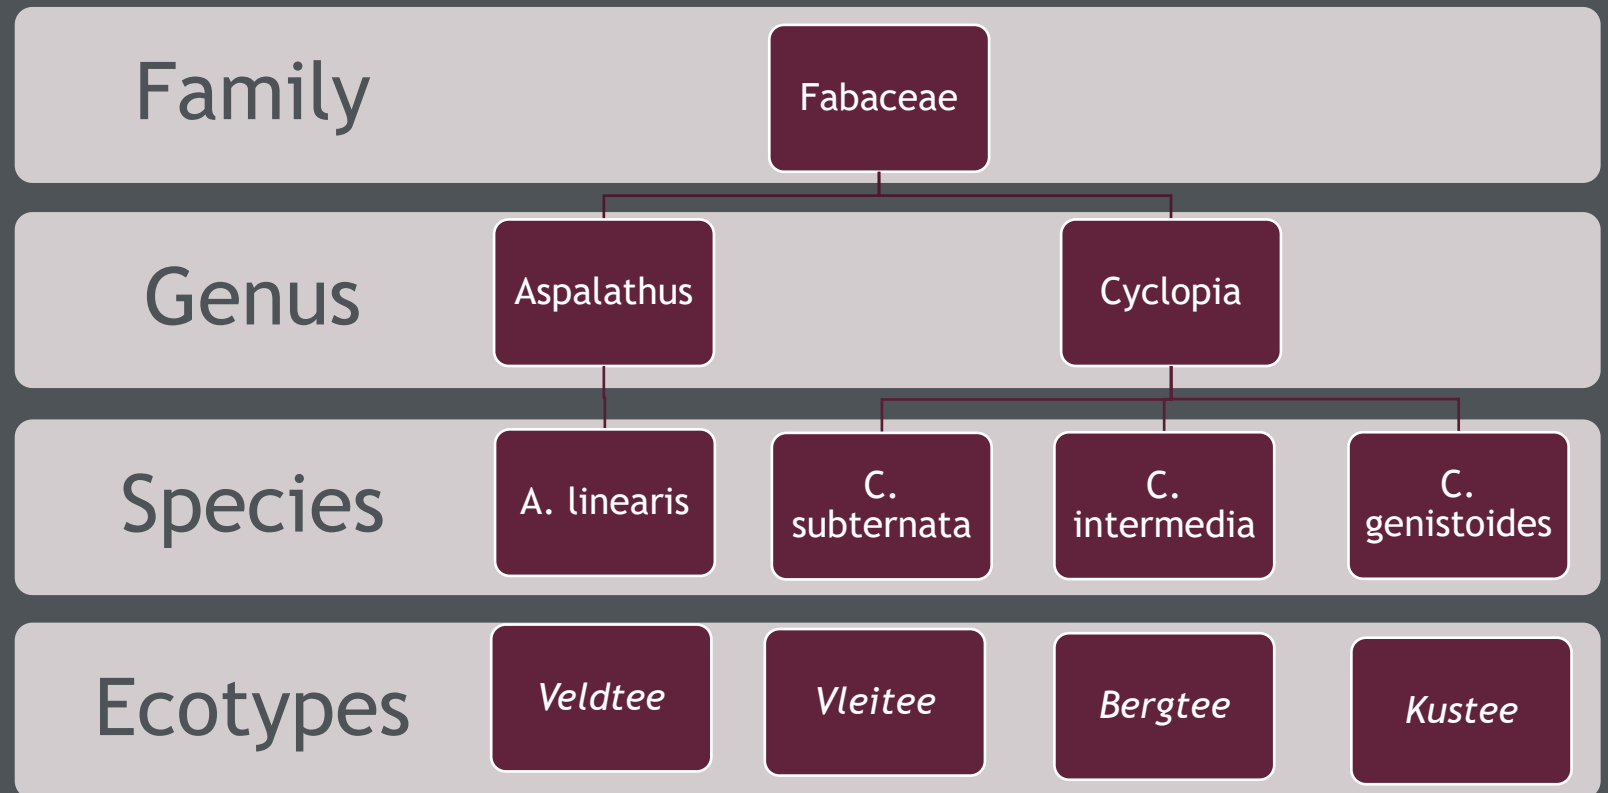 Family
Fabaceae
Genus
Aspalathus
Cyclopia
Species
A. linearis
C.
subternata
C.
intermedia
C.
genistoides
Ecotypes
Veldtee
Vleitee
Bergtee
Kustee